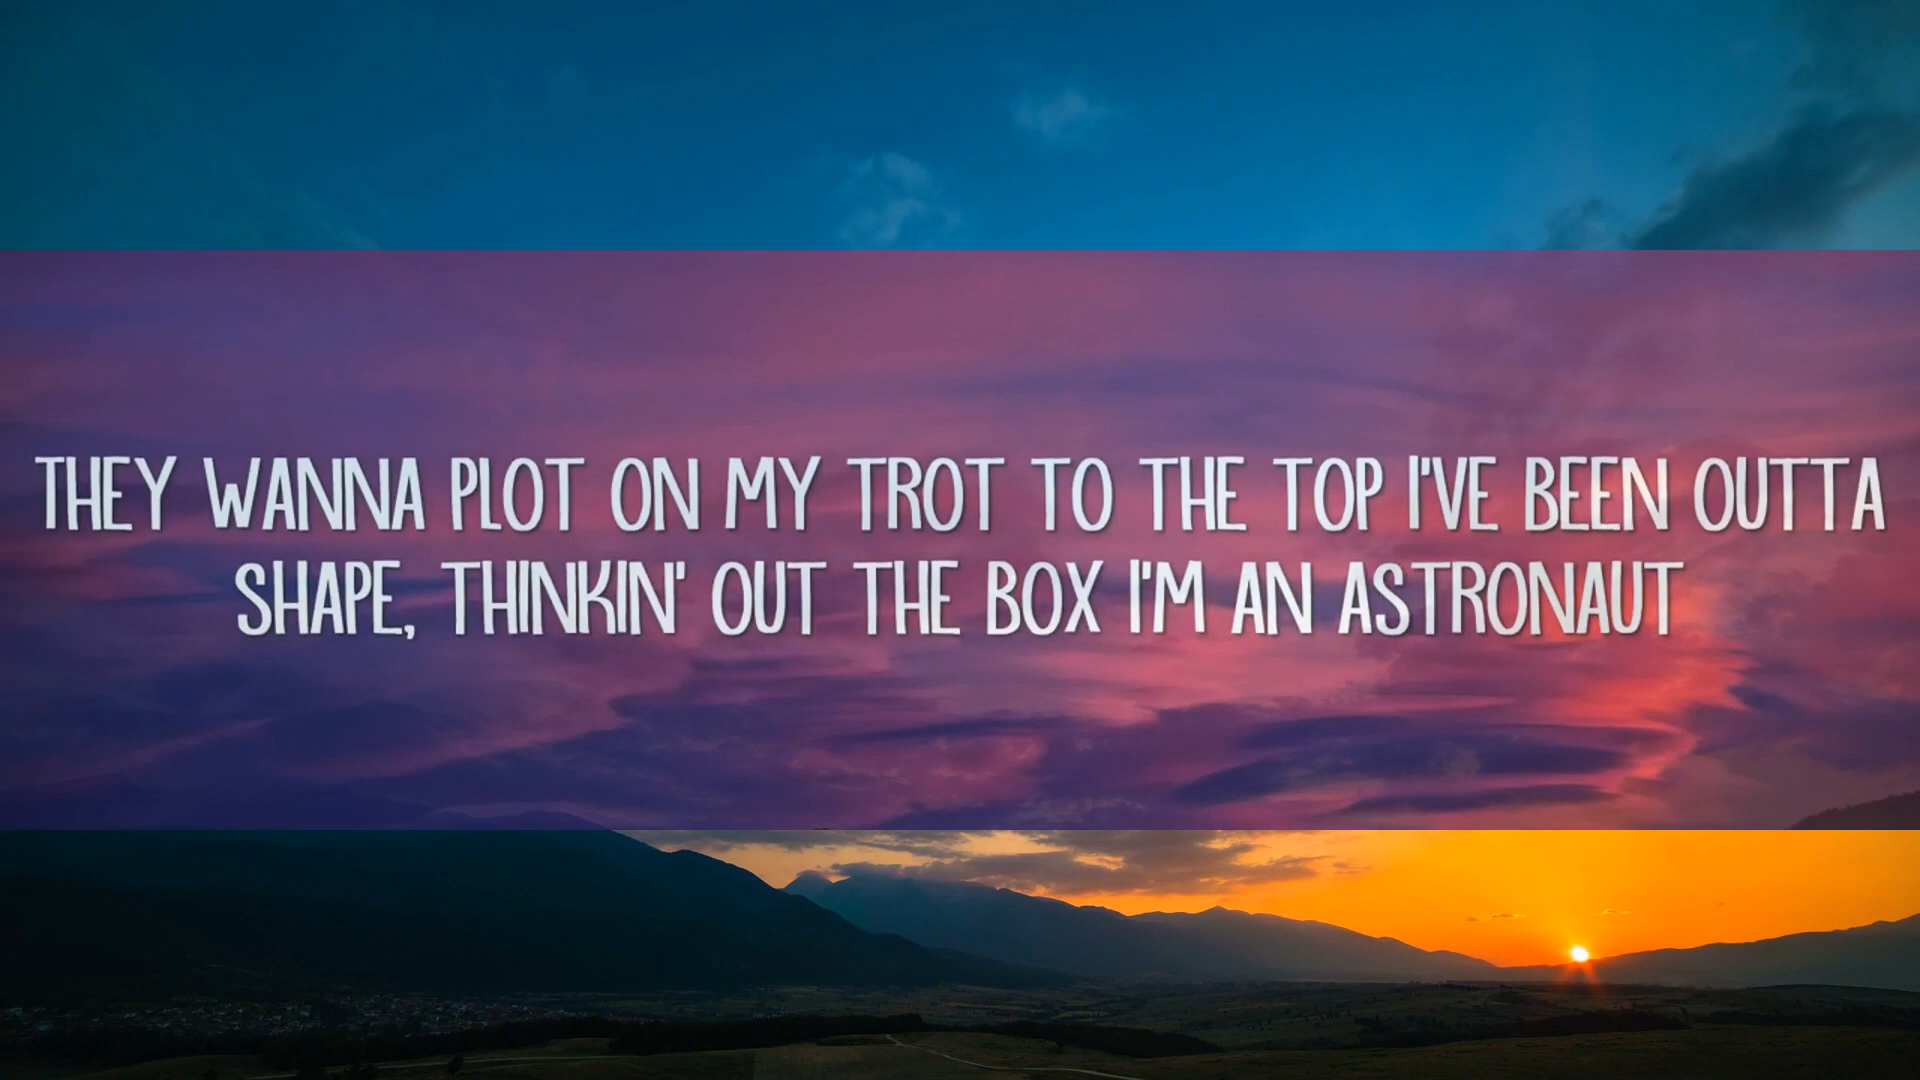 THEY WANNA PLOT ON MY TROT TO THE TOP I'VE BEEN OUTTA
SHAPE, THINKIN' OUT THE BOX I'M AN ASTRONAUT